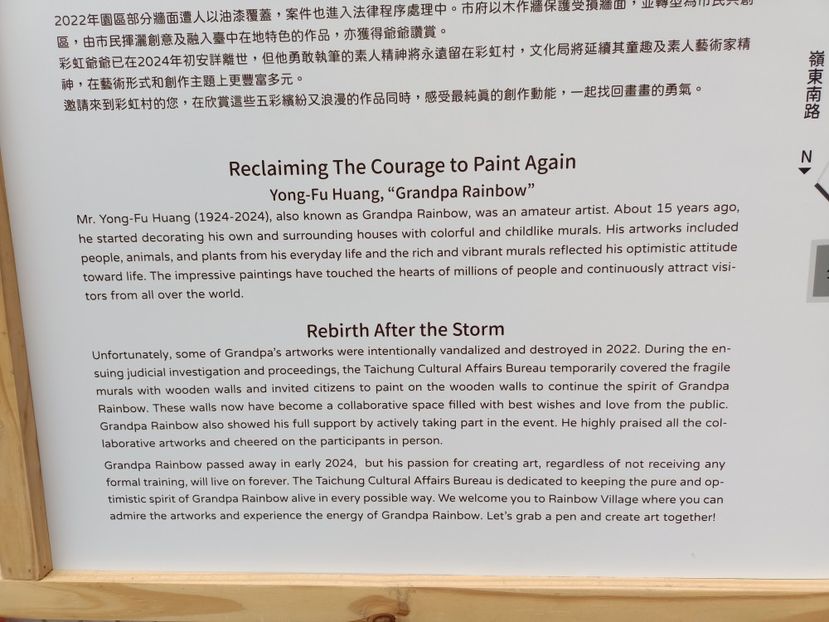 2022年園區部分牆面遭人以油漆覆蓋，案件也進入法律程序處理中。市府以木作牆保護受損牆面，並轉型為市民共創
區，由市民揮灑創意及融入臺中在地特色的作品，亦獲得爺爺讚賞。
彩虹爺爺已在2024年初安詳離世，但他勇敢執筆的素人精神將永遠留在彩虹村，文化局將延續其童趣及素人藝術家精
神，在藝術形式和創作主題上更豐富多元。
邀請來到彩虹村的您，在欣賞這些五彩繽紛又浪漫的作品同時，感受最純真的創作動能，一起找回畫畫的勇氣。
嶺東南路
N
Reclaiming The Courage to Paint Again
Yong-Fu Huang, “Grandpa Rainbow”
Mr. Yong-Fu Huang (1924-2024), also known as Grandpa Rainbow, was an amateur artist. About 15 years ago,
he started decorating his own and surrounding houses with colorful and childlike murals. His artworks included
people, animals, and plants from his everyday life and the rich and vibrant murals reflected his optimistic attitude
toward life. The impressive paintings have touched the hearts of millions of people and continuously attract visi-
tors from all over the world.
Rebirth After the Storm
Unfortunately, some of Grandpa’s artworks were intentionally vandalized and destroyed in 2022. During the en-
suing judicial investigation and proceedings, the Taichung Cultural Affairs Bureau temporarily covered the fragile
murals with wooden walls and invited citizens to paint on the wooden walls to continue the spirit of Grandpa
Rainbow. These walls now have become a collaborative space filled with best wishes and love from the public.
Grandpa Rainbow also showed his full support by actively taking part in the event. He highly praised all the col-
laborative artworks and cheered on the participants in person.
Grandpa Rainbow passed away in early 2024, but his passion for creating art, regardless of not receiving any
formal training, will live on forever. The Taichung Cultural Affairs Bureau is dedicated to keeping the pure and op-
timistic spirit of Grandpa Rainbow alive in every possible way. We welcome you to Rainbow Village where you can
admire the artworks and experience the energy of Grandpa Rainbow. Let’s grab a pen and create art together!